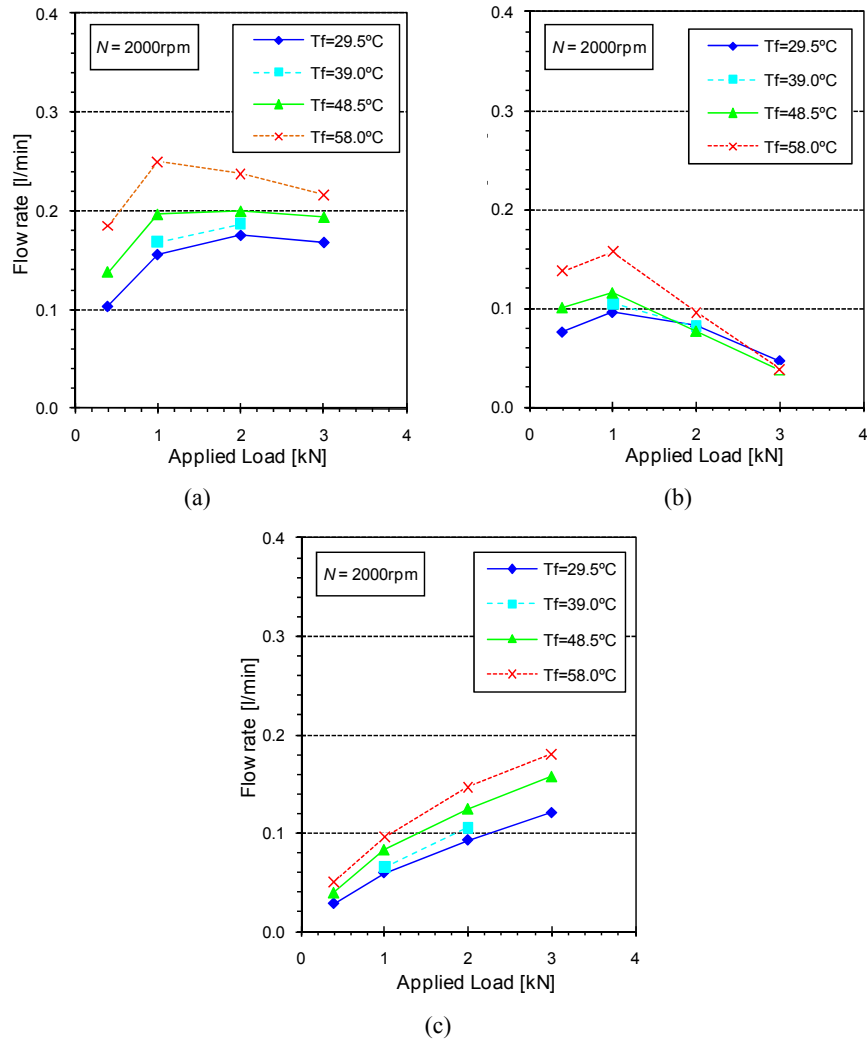 N = 2000rpm
Tf=29.5ºC
Tf=39.0ºC
Tf=48.5ºC
Tf=58.0ºC
Flow rate [l/min]
0.4
0.3
0.2
0.1
0.0
0 1 2 3 4
Applied Load [kN]
(a)
N = 2000rpm
Tf=29.5ºC
Tf=39.0ºC
Tf=48.5ºC
Tf=58.0ºC
0.4
0.3
0.2
0.1
0.0
0 1 2 3 4
Applied Load [kN]
(b)
N = 2000rpm
Tf=29.5ºC
Tf=39.0ºC
Tf=48.5ºC
Tf=58.0ºC
Flow rate [l/min]
0.4
0.3
0.2
0.1
0.0
0 1 2 3 4
Applied Load [kN]
(c)